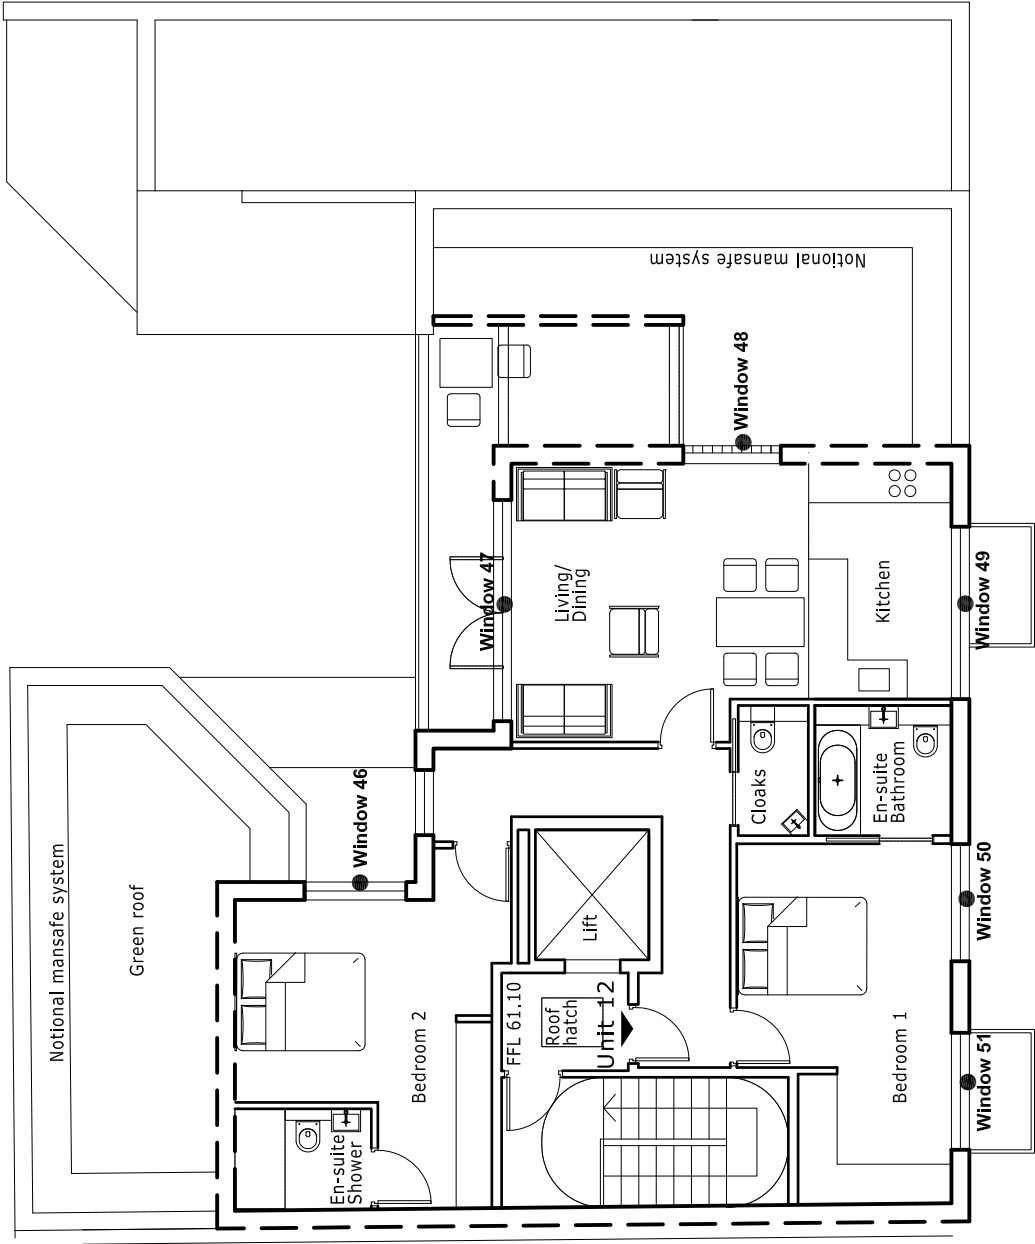 Notional mansafe system
Window 48
Window 47
Living/
Dining
Kitchen
Window 49
Window 46
Cloaks
En-suite
Bathroom
Notional mansafe system
Green roof
Lift
Window 50
Bedroom 2
FFL 61.10
Roof
hatch
Unit 12
Bedroom 1
Window 51
En-suite
Shower